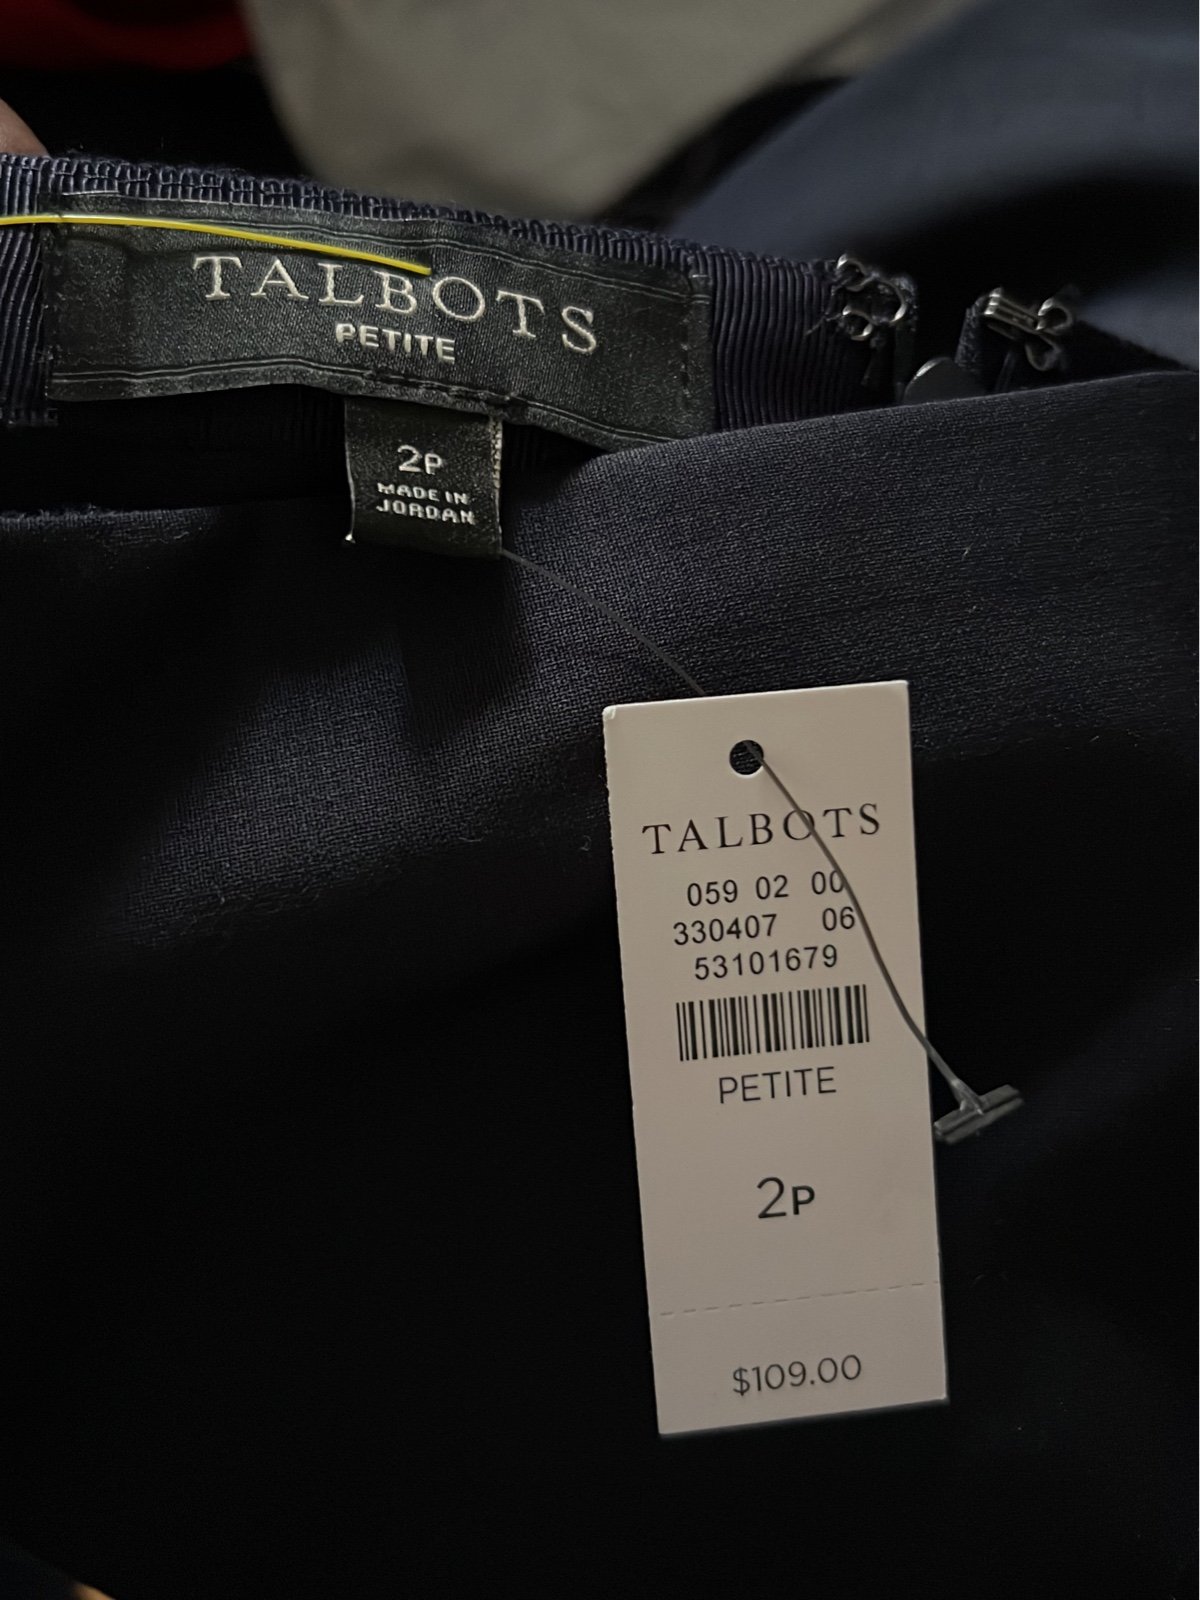 TALBOTS
PETITE
2P
MADE IN
JORDAN
TALBOTS
059 02 00
330407 06
53101679
PETITE
2P
$109.00